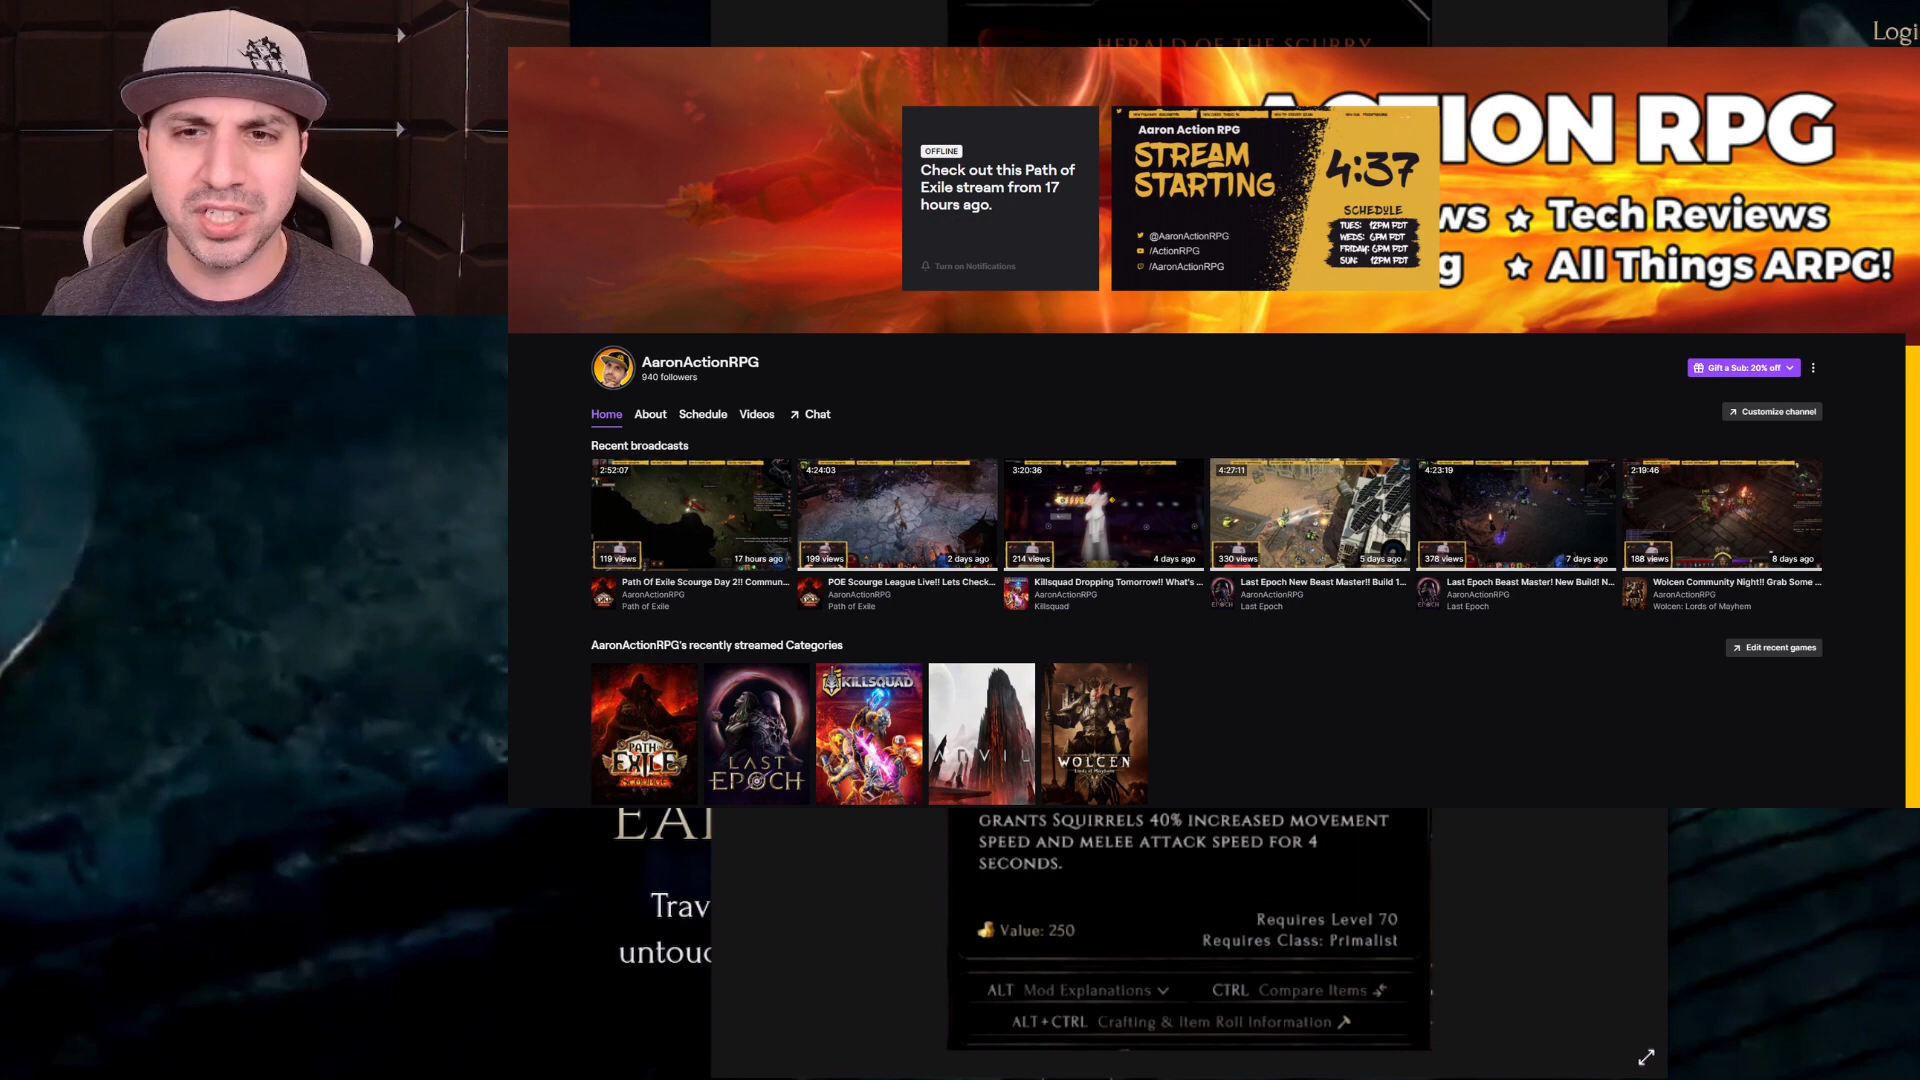 Logi
HERALD OF THE SCURRY
ACTION RPG
ws ★ Tech Reviews
g ★ All Things ARPG!
OFFLINE
Check out this Path of
Exile stream from 17
hours ago.
Turn on Notifications
Aaron Action RPG
STREAM
STARTING
4:37
SCHEDULE
TUES: 12PM PDT
WEDS: 6PM PDT
FRIDAY: 6PM PDT
SUN: 12PM PDT
@AaronActionRPG
/ActionRPG
/AaronActionRPG
AaronActionRPG
940 followers
Gift a Sub: 20% off
Home About Schedule Videos Chat
Customize channel
Recent broadcasts
2:52:07
119 views
17 hours ago
Path Of Exile Scourge Day 2!! Commun...
AaronActionRPG
Path of Exile
4:24:03
199 views
2 days ago
POE Scourge League Live!! Lets Check...
AaronActionRPG
Path of Exile
3:20:36
214 views
4 days ago
Killsquad Dropping Tomorrow!! What's ...
AaronActionRPG
Killsquad
4:27:11
330 views
5 days ago
Last Epoch New Beast Master!! Build 1...
AaronActionRPG
Last Epoch
4:23:19
378 views
7 days ago
Last Epoch Beast Master! New Build! N...
AaronActionRPG
Last Epoch
2:19:46
188 views
8 days ago
Wolcen Community Night!! Grab Some ...
AaronActionRPG
Wolcen: Lords of Mayhem
AaronActionRPG's recently streamed Categories
Edit recent games
PATH OF
EXILE
SCOURGE
LAST
EPOCH
KILLSQUAD
ANVIL
WOLCEN
Lords of Mayhem
EA
Trav
untouc
GRANTS SQUIRRELS 40% INCREASED MOVEMENT
SPEED AND MELEE ATTACK SPEED FOR 4
SECONDS.
Value: 250
Requires Level 70
Requires Class: Primalist
ALT Mod Explanations
CTRL Compare Items
ALT + CTRL Crafting & Item Roll Information